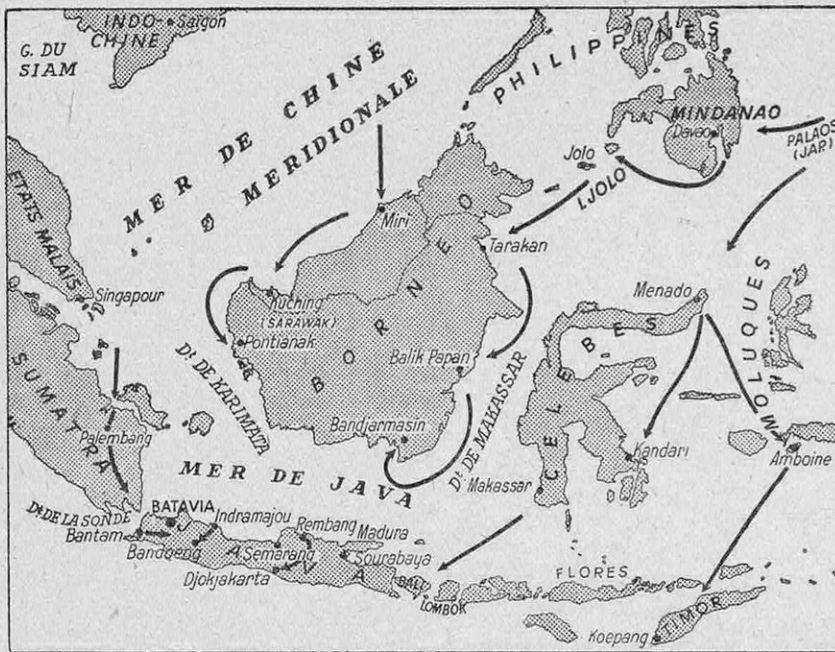 INDO-
CHINE
Saïgon
G. DU
SIAM
MER DE CHINE
MERIDIONALE
PHILIPPINES
MINDANAO
Davao
PALAOS
(JAP.)
Jolo
I.JOLO
ETATS MALAIS
Singapour
Miri
Tarakan
Kuching
(SARAWAK)
Pontianak
BORNEO
Menado
MOLUQUES
SUMATRA
Dt. DE KARIMATA
Balik Papan
Dt. DE MAKASSAR
CELEBES
Palembang
Bandjarmasin
Kandari
Amboine
MER DE JAVA
Makassar
Dt. DE LA SONDE
BATAVIA
Indramajou
Rembang
Madura
Bantam
Bandoeng
Semarang
Sourabaya
JAVA
Djokjakarta
BALI
LOMBOK
FLORES
TIMOR
Koepang